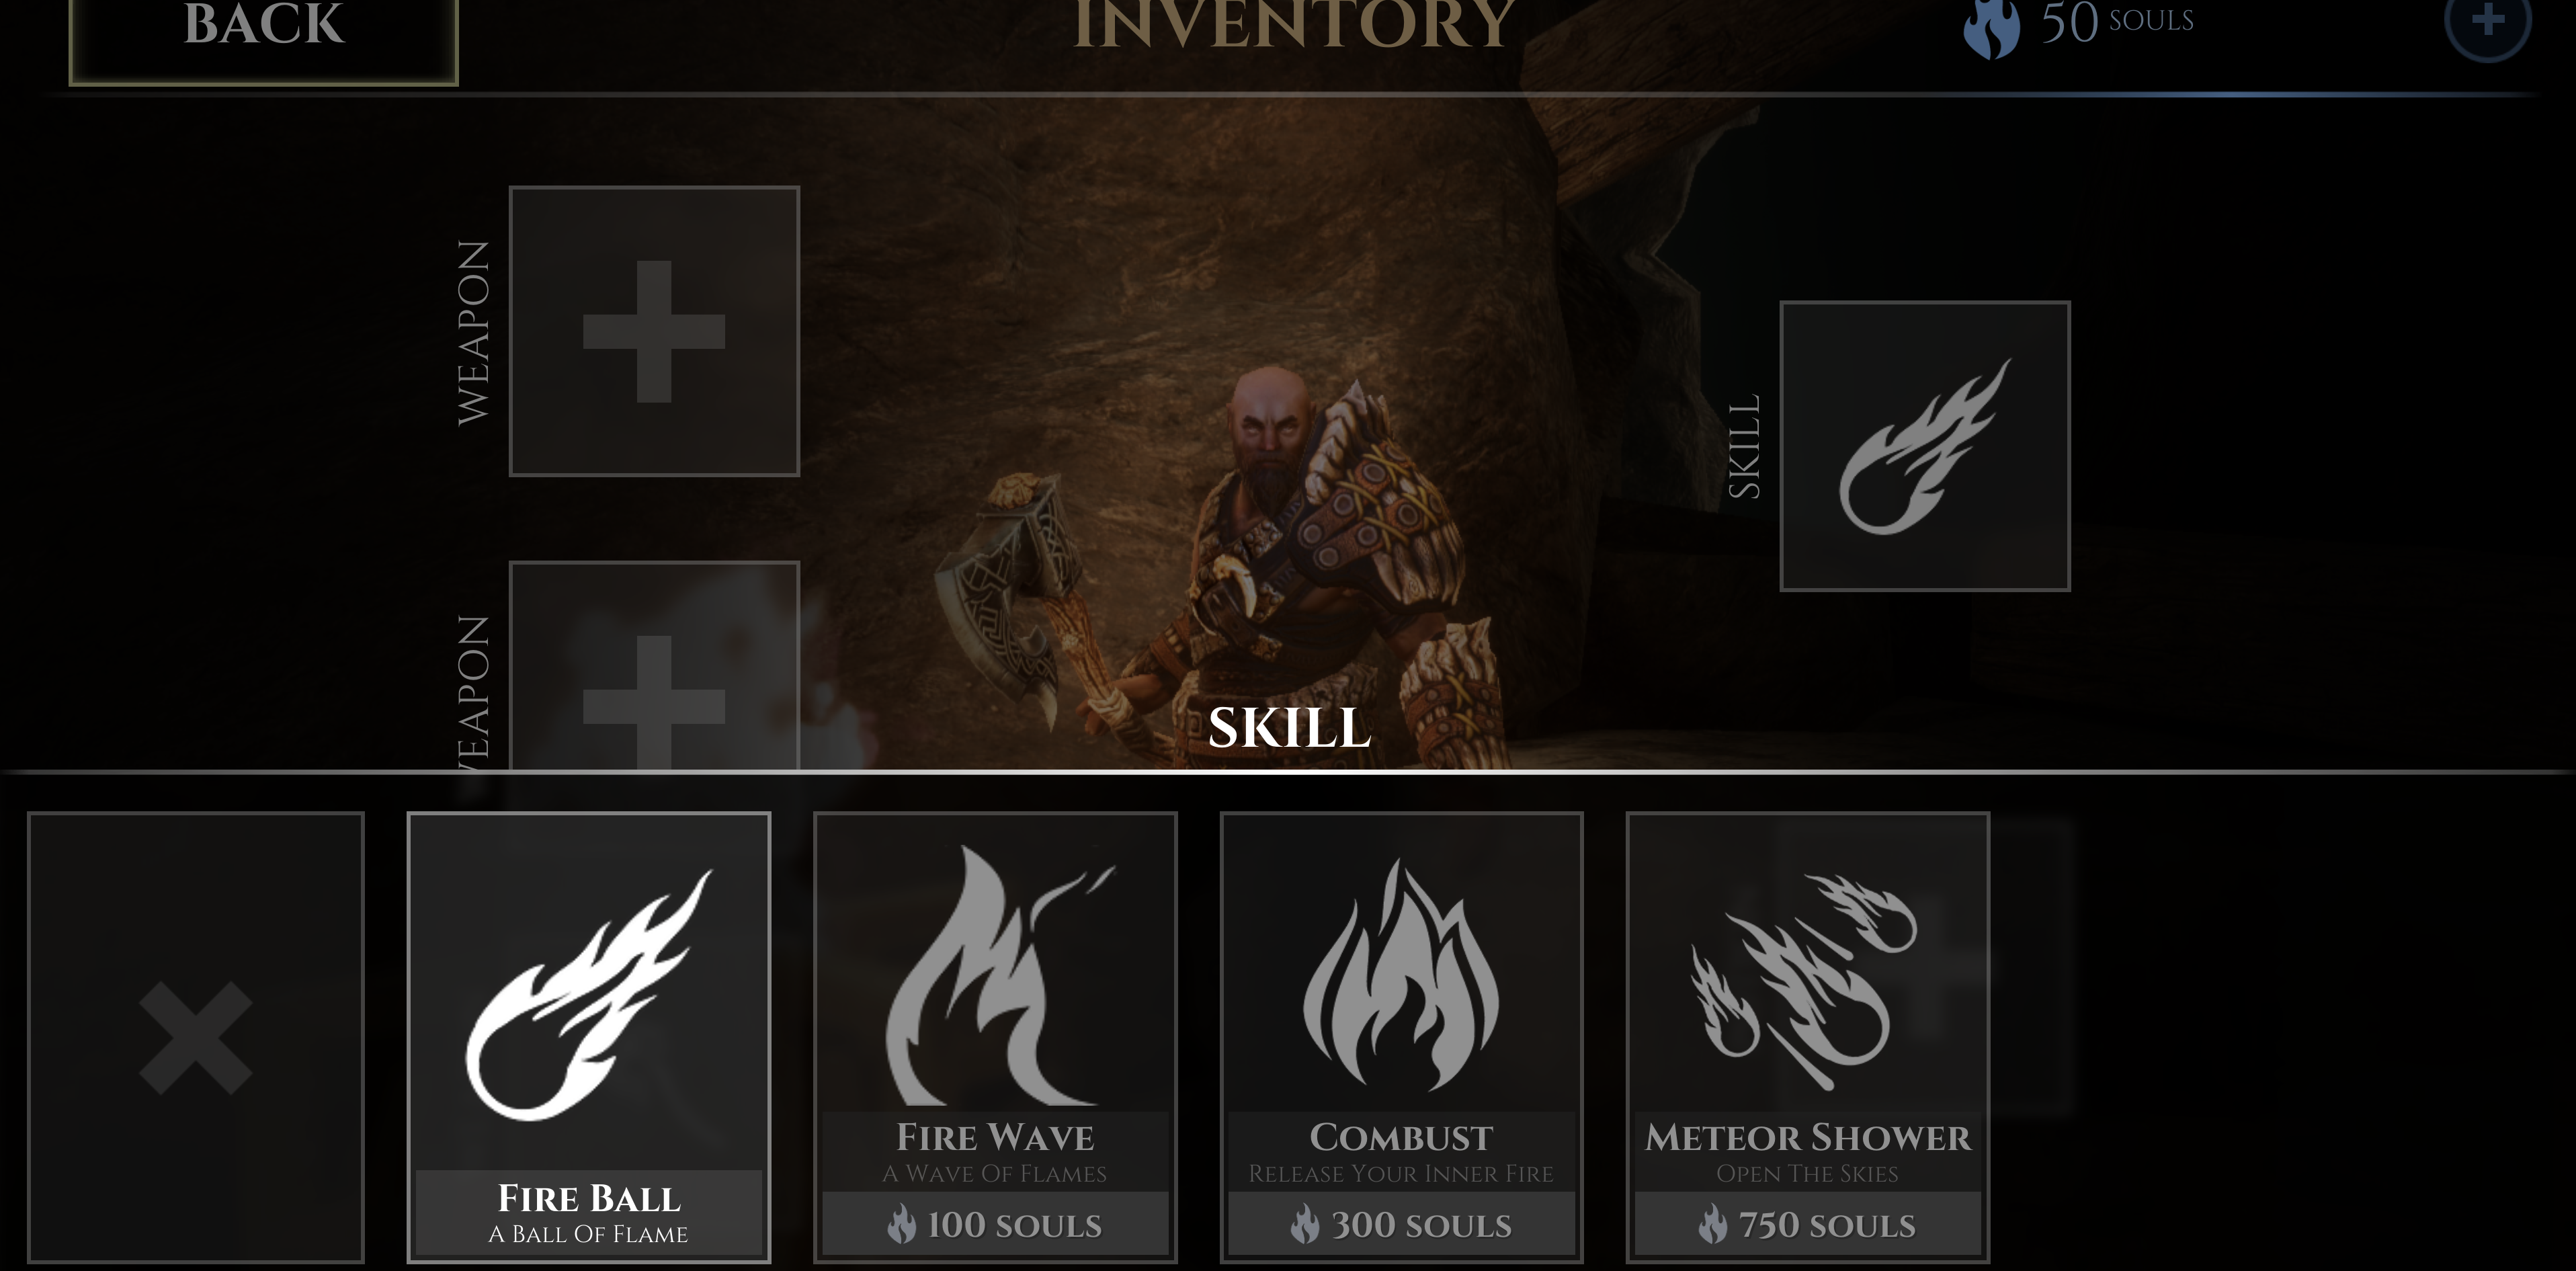 BACK
INVENTORY
50 SOULS
WEAPON
SKILL
WEAPON
SKILL
FIRE BALL
A BALL OF FLAME
FIRE WAVE
A WAVE OF FLAMES
100 SOULS
COMBUST
RELEASE YOUR INNER FIRE
300 SOULS
METEOR SHOWER
OPEN THE SKIES
750 SOULS